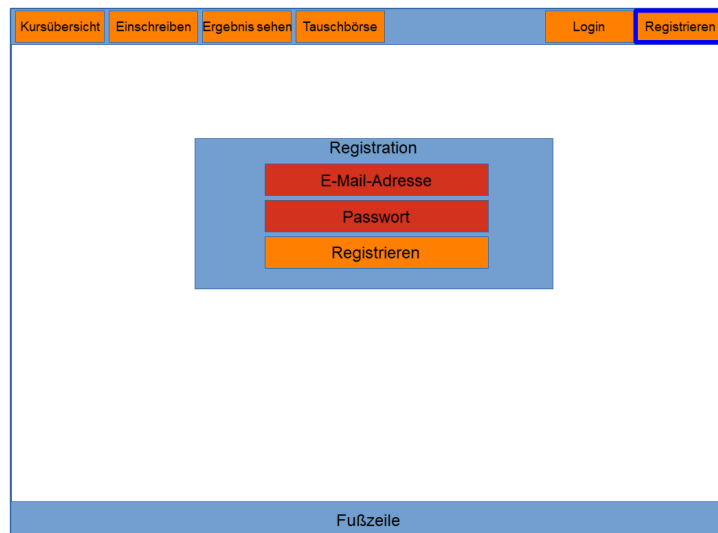 Kursübersicht Einschreiben Ergebnis sehen Tauschbörse Login Registrieren
Registration
E-Mail-Adresse
Passwort
Registrieren
Fußzeile